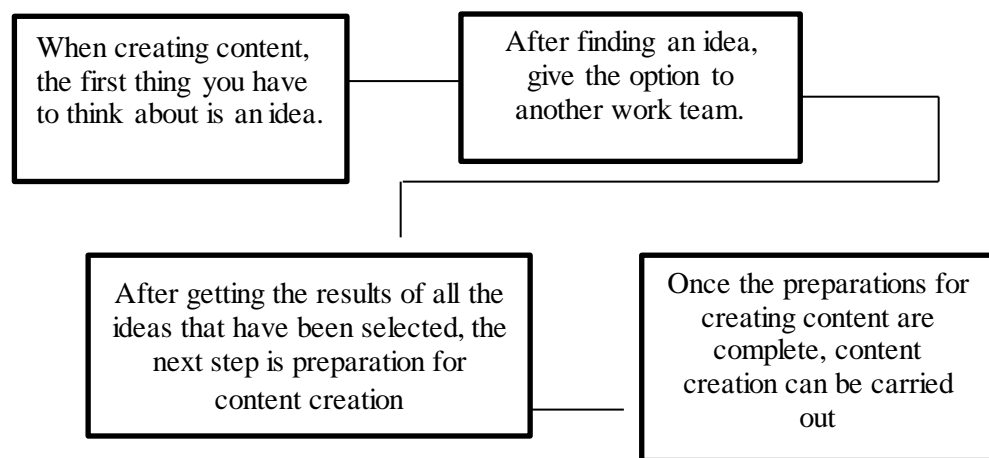 When creating content,
the first thing you have
to think about is an idea.
After finding an idea,
give the option to
another work team.
After getting the results of all the
ideas that have been selected, the
next step is preparation for
content creation
Once the preparations for
creating content are
complete, content
creation can be carried
out